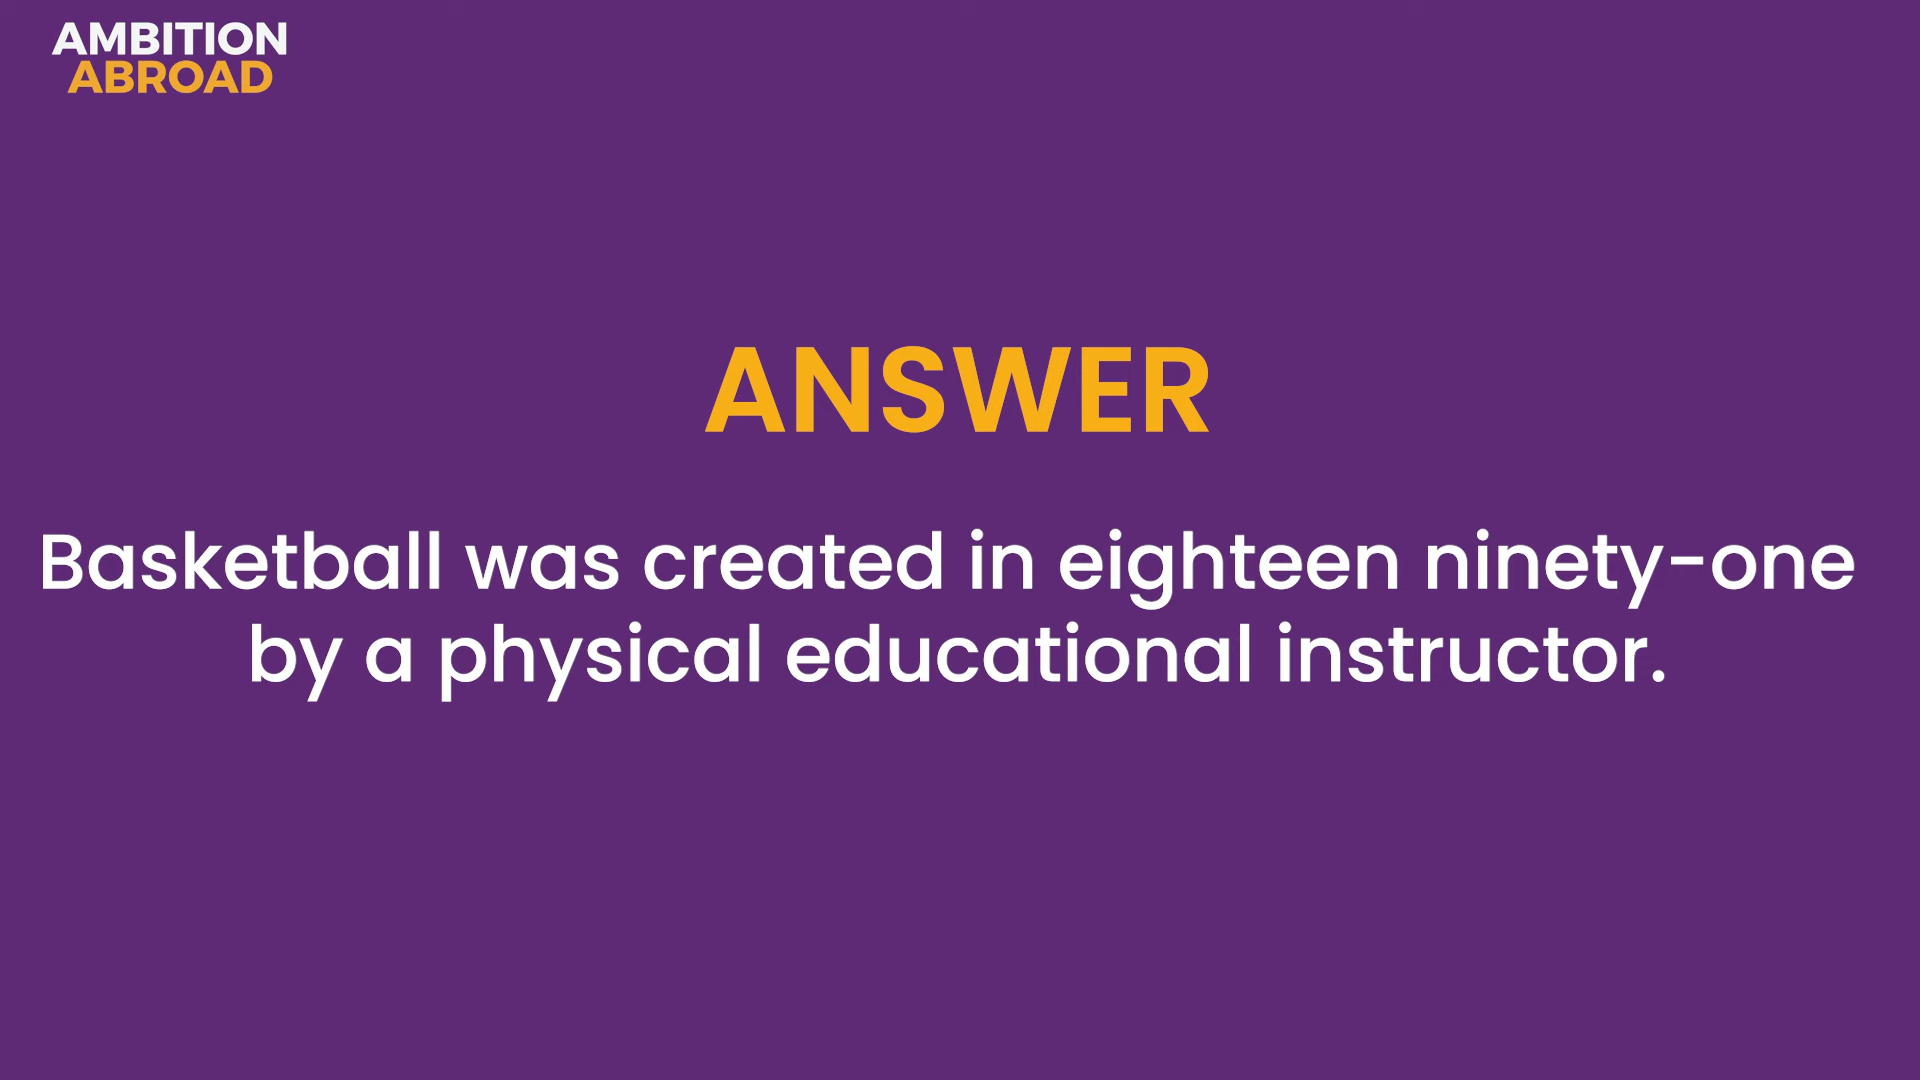 AMBITION
ABROAD
ANSWER
Basketball was created in eighteen ninety-one
by a physical educational instructor.